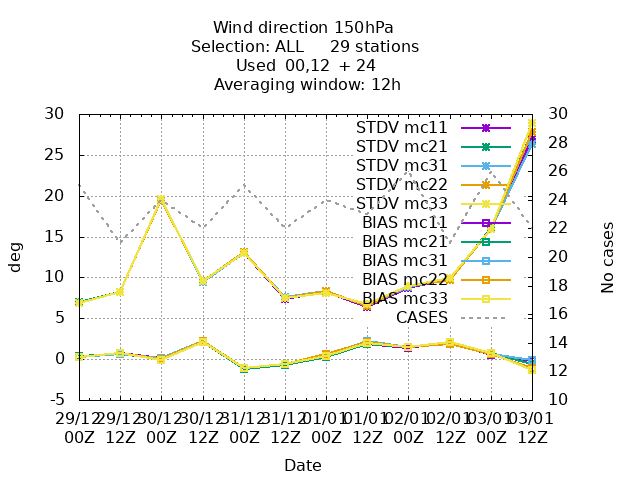 Wind direction 150hPa
Selection: ALL 29 stations
Used 00,12 + 24
Averaging window: 12h
30
25
20
15
10
5
0
-5
deg
30
28
26
24
22
20
18
16
14
12
10
No cases
STDV mc11
STDV mc21
STDV mc31
STDV mc22
STDV mc33
BIAS mc11
BIAS mc21
BIAS mc31
BIAS mc22
BIAS mc33
CASES
29/12 29/12 30/12 30/12 31/12 31/12 01/01 01/01 02/01 02/01 03/01 03/01
00Z 12Z 00Z 12Z 00Z 12Z 00Z 12Z 00Z 12Z 00Z 12Z
Date